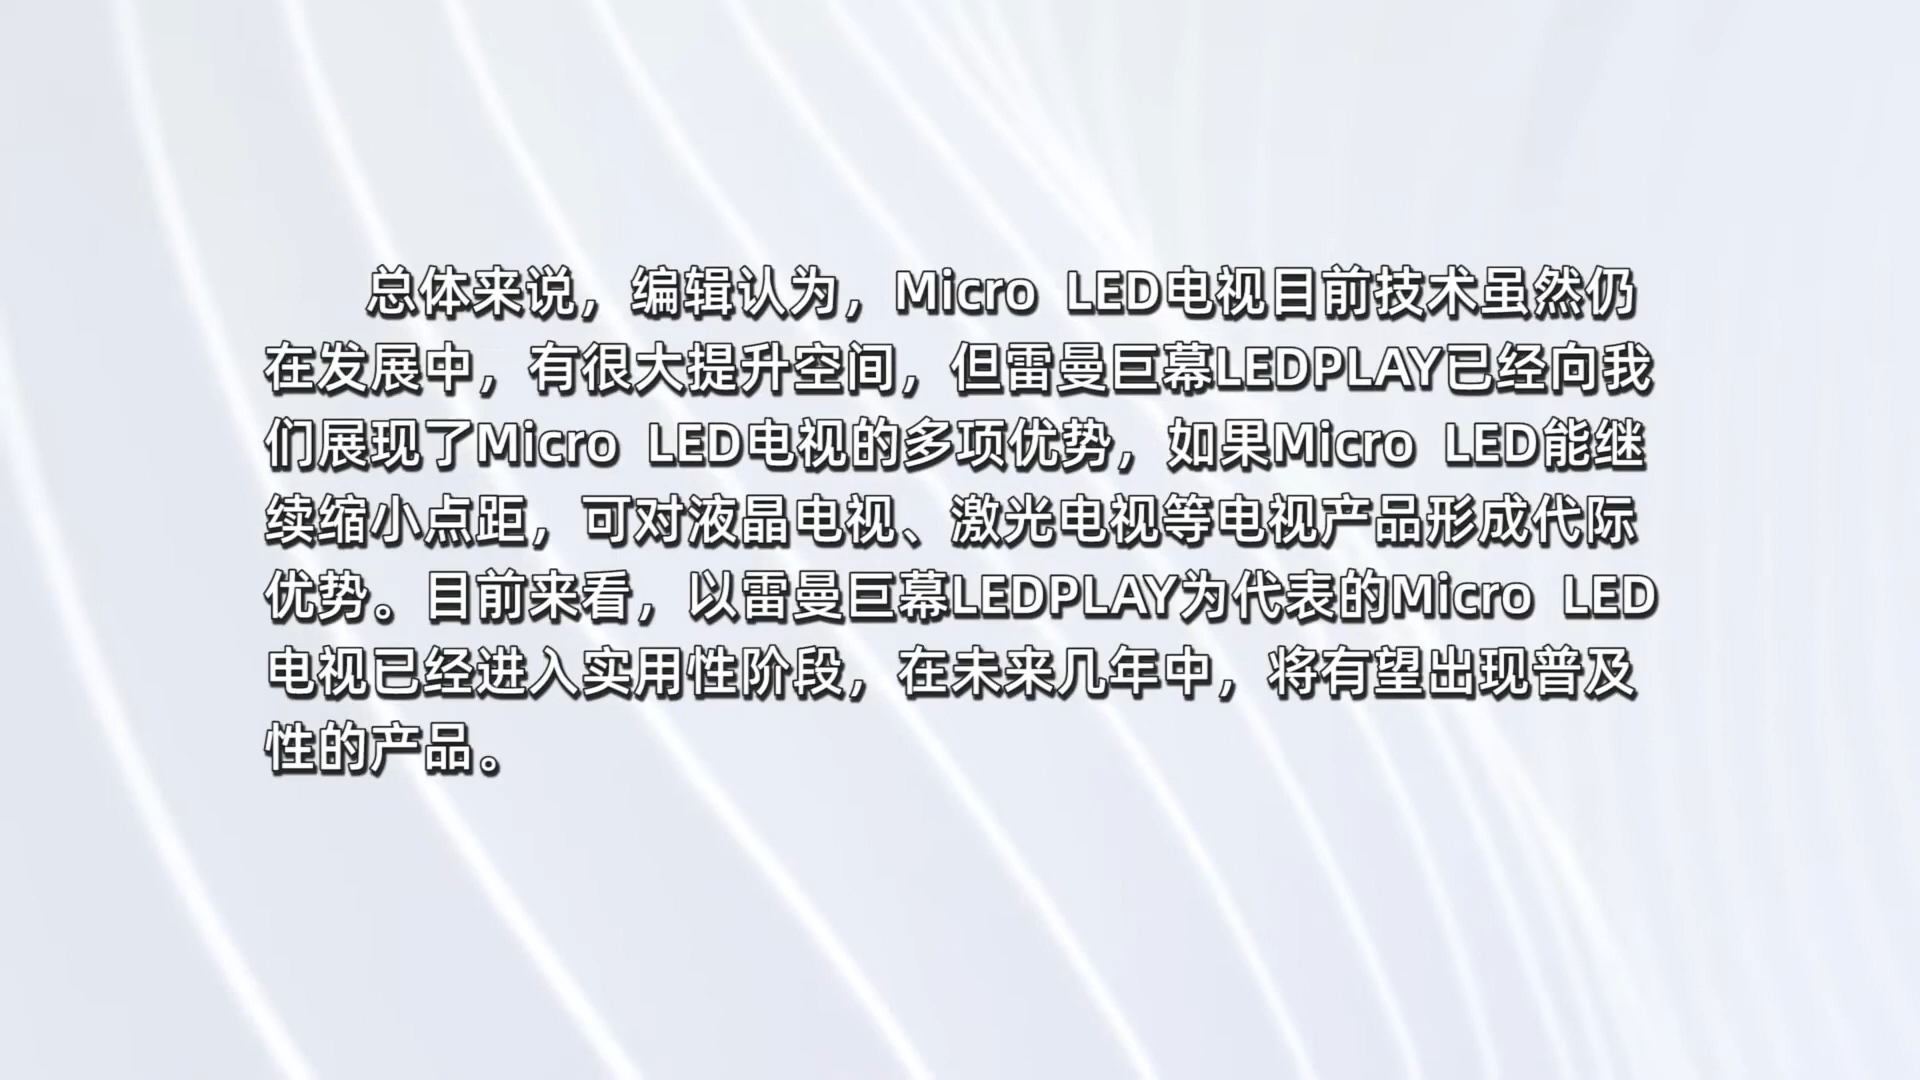 总体来说，编辑认为，Micro LED电视目前技术虽然仍
在发展中，有很大提升空间，但雷曼巨幕LEDPLAY已经向我
们展现了Micro LED电视的多项优势，如果Micro LED能继
续缩小点距，可对液晶电视、激光电视等电视产品形成代际
优势。目前来看，以雷曼巨幕LEDPLAY为代表的Micro LED
电视已经进入实用性阶段，在未来几年中，将有望出现普及
性的产品。